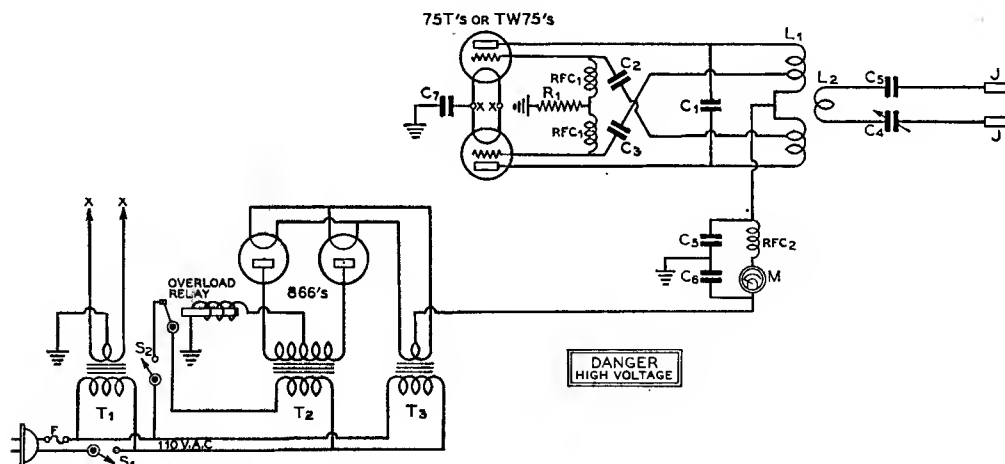 75T's OR TW75's
L1
C2
RFC1
C7
X X
R1
C1
L2
C5
J
RFC1
C3
C4
J
X X
C5
RFC2
OVERLOAD
RELAY
866's
C6
M
S2
DANGER
HIGH VOLTAGE
T1
T2
T3
F
110 V. A.C
S1